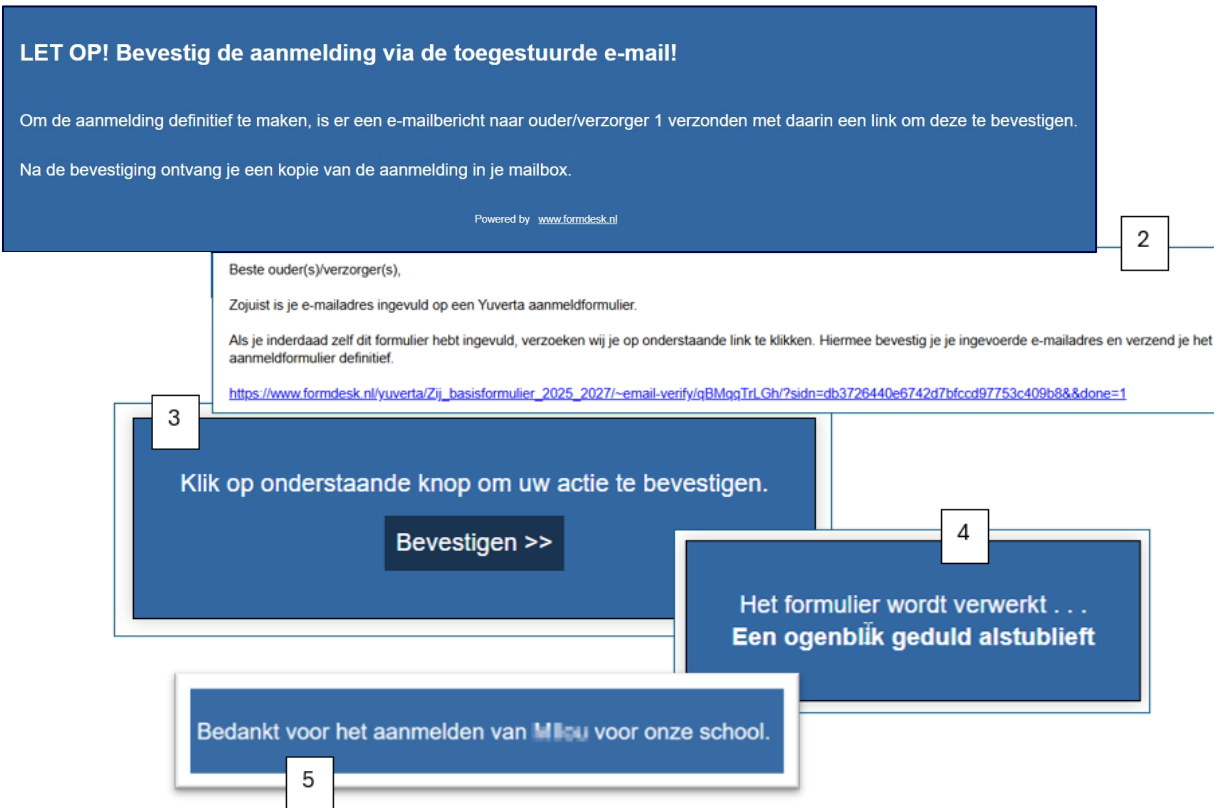 LET OP! Bevestig de aanmelding via de toegestuurde e-mail!
Om de aanmelding definitief te maken, is er een e-mailbericht naar ouder/verzorger 1 verzonden met daarin een link om deze te bevestigen.
Na de bevestiging ontvang je een kopie van de aanmelding in je mailbox.
Powered by www.formdesk.nl
2
Beste ouder(s)/verzorger(s),
Zojuist is je e-mailadres ingevuld op een Yuverta aanmeldformulier.
Als je inderdaad zelf dit formulier hebt ingevuld, verzoeken wij je op onderstaande link te klikken. Hiermee bevestig je je ingevoerde e-mailadres en verzend je het
aanmeldformulier definitief.
https://www.formdesk.nl/yuverta/Zij_basisformulier_2025_2027/~email-verify/qBMqqTrLGh/?sidn=db3726440e6742d7bfccd97753c409b8&&done=1
3
Klik op onderstaande knop om uw actie te bevestigen.
Bevestigen >>
4
Het formulier wordt verwerkt . . .
Een ogenblik geduld alstublieft
Bedankt voor het aanmelden van voor onze school.
5